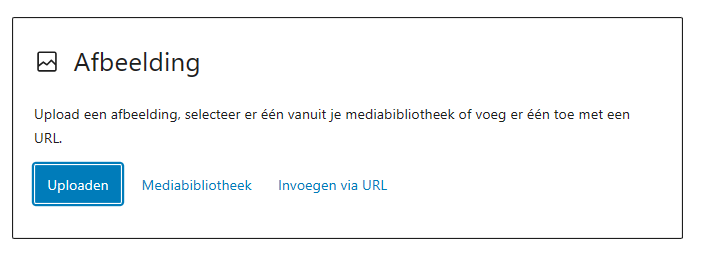 Afbeelding
Upload een afbeelding, selecteer er één vanuit je mediabibliotheek of voeg er één toe met een
URL.
Uploaden Mediabibliotheek Invoegen via URL